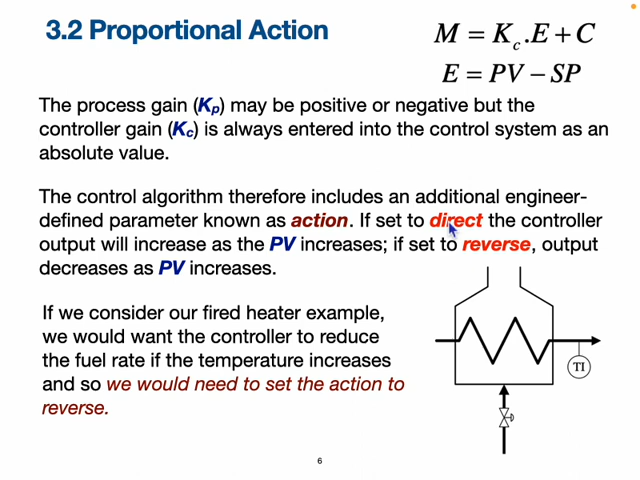 3.2 Proportional Action
M = Kc.E + C
E = PV − SP
The process gain (Kp) may be positive or negative but the
controller gain (Kc) is always entered into the control system as an
absolute value.
The control algorithm therefore includes an additional engineer-
defined parameter known as action. If set to direct the controller
output will increase as the PV increases; if set to reverse, output
decreases as PV increases.
If we consider our fired heater example,
we would want the controller to reduce
the fuel rate if the temperature increases
and so we would need to set the action to
reverse.
TI
6